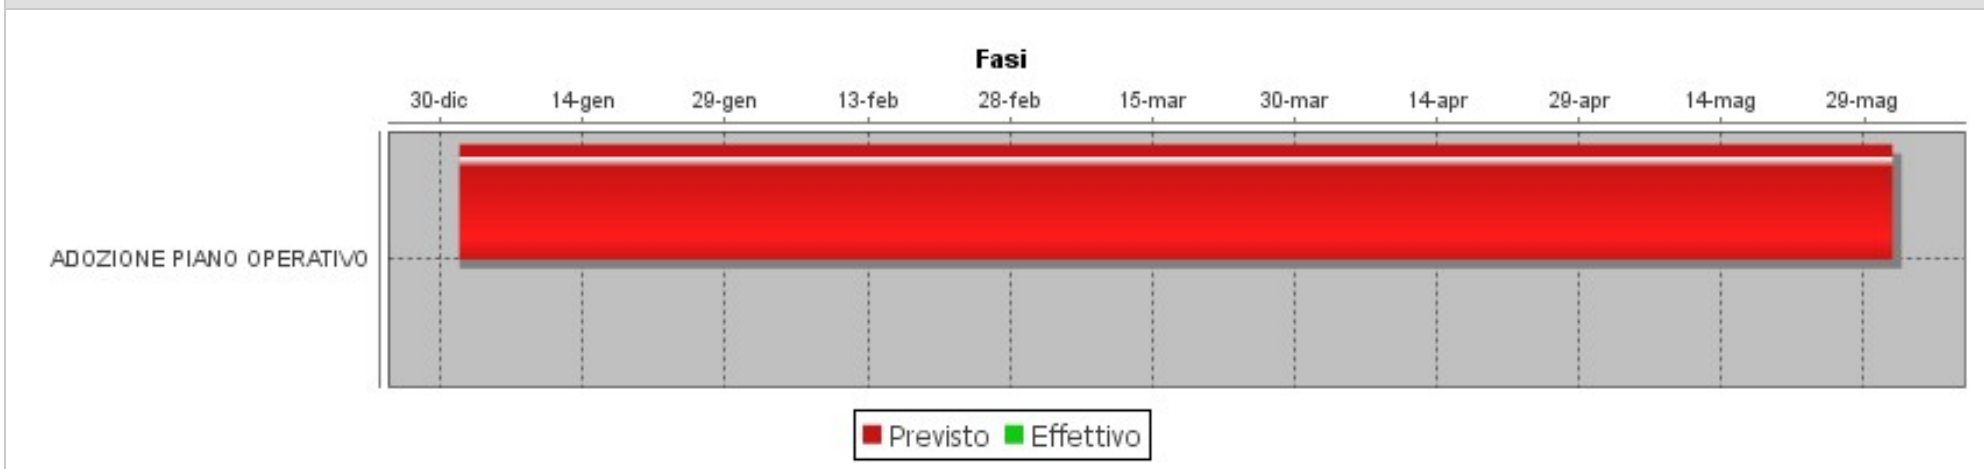 Fasi
30-dic 14-gen 29-gen 13-feb 28-feb 15-mar 30-mar 14-apr 29-apr 14-mag 29-mag
ADOZIONE PIANO OPERATIVO
Previsto Effettivo